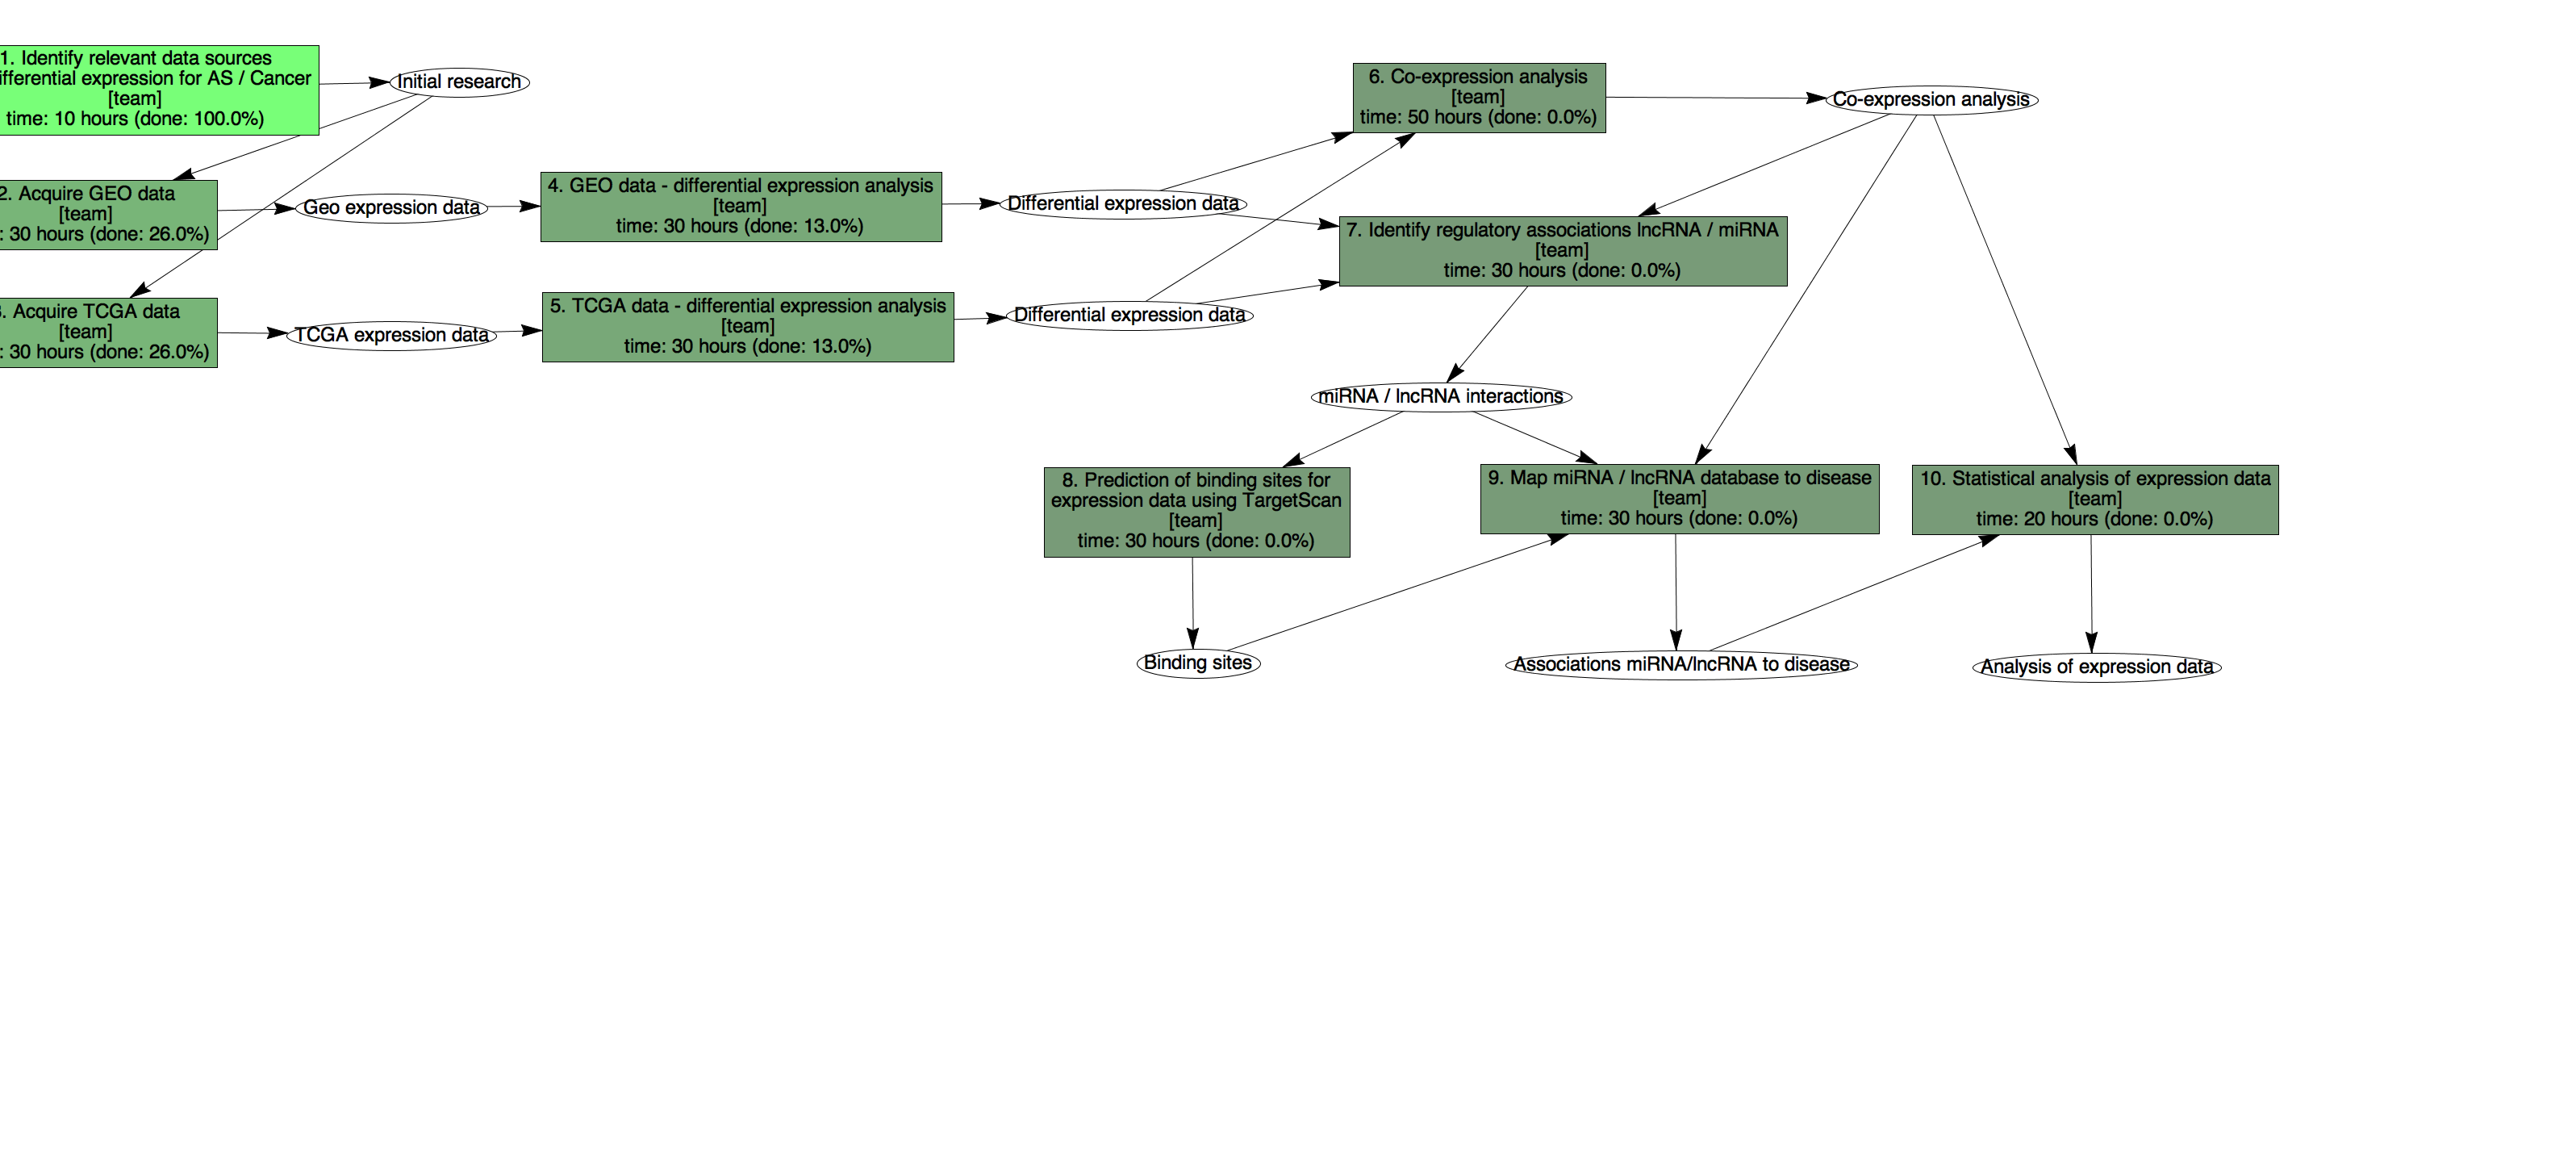 1. Identify relevant data sources
ifferential expression for AS / Cancer
[team]
time: 10 hours (done: 100.0%)
Initial research
2. Acquire GEO data
[team]
: 30 hours (done: 26.0%)
Geo expression data
4. GEO data - differential expression analysis
[team]
time: 30 hours (done: 13.0%)
Differential expression data
. Acquire TCGA data
[team]
: 30 hours (done: 26.0%)
TCGA expression data
5. TCGA data - differential expression analysis
[team]
time: 30 hours (done: 13.0%)
Differential expression data
6. Co-expression analysis
[team]
time: 50 hours (done: 0.0%)
Co-expression analysis
7. Identify regulatory associations lncRNA / miRNA
[team]
time: 30 hours (done: 0.0%)
miRNA / lncRNA interactions
8. Prediction of binding sites for
expression data using TargetScan
[team]
time: 30 hours (done: 0.0%)
9. Map miRNA / lncRNA database to disease
[team]
time: 30 hours (done: 0.0%)
10. Statistical analysis of expression data
[team]
time: 20 hours (done: 0.0%)
Binding sites
Associations miRNA/lncRNA to disease
Analysis of expression data